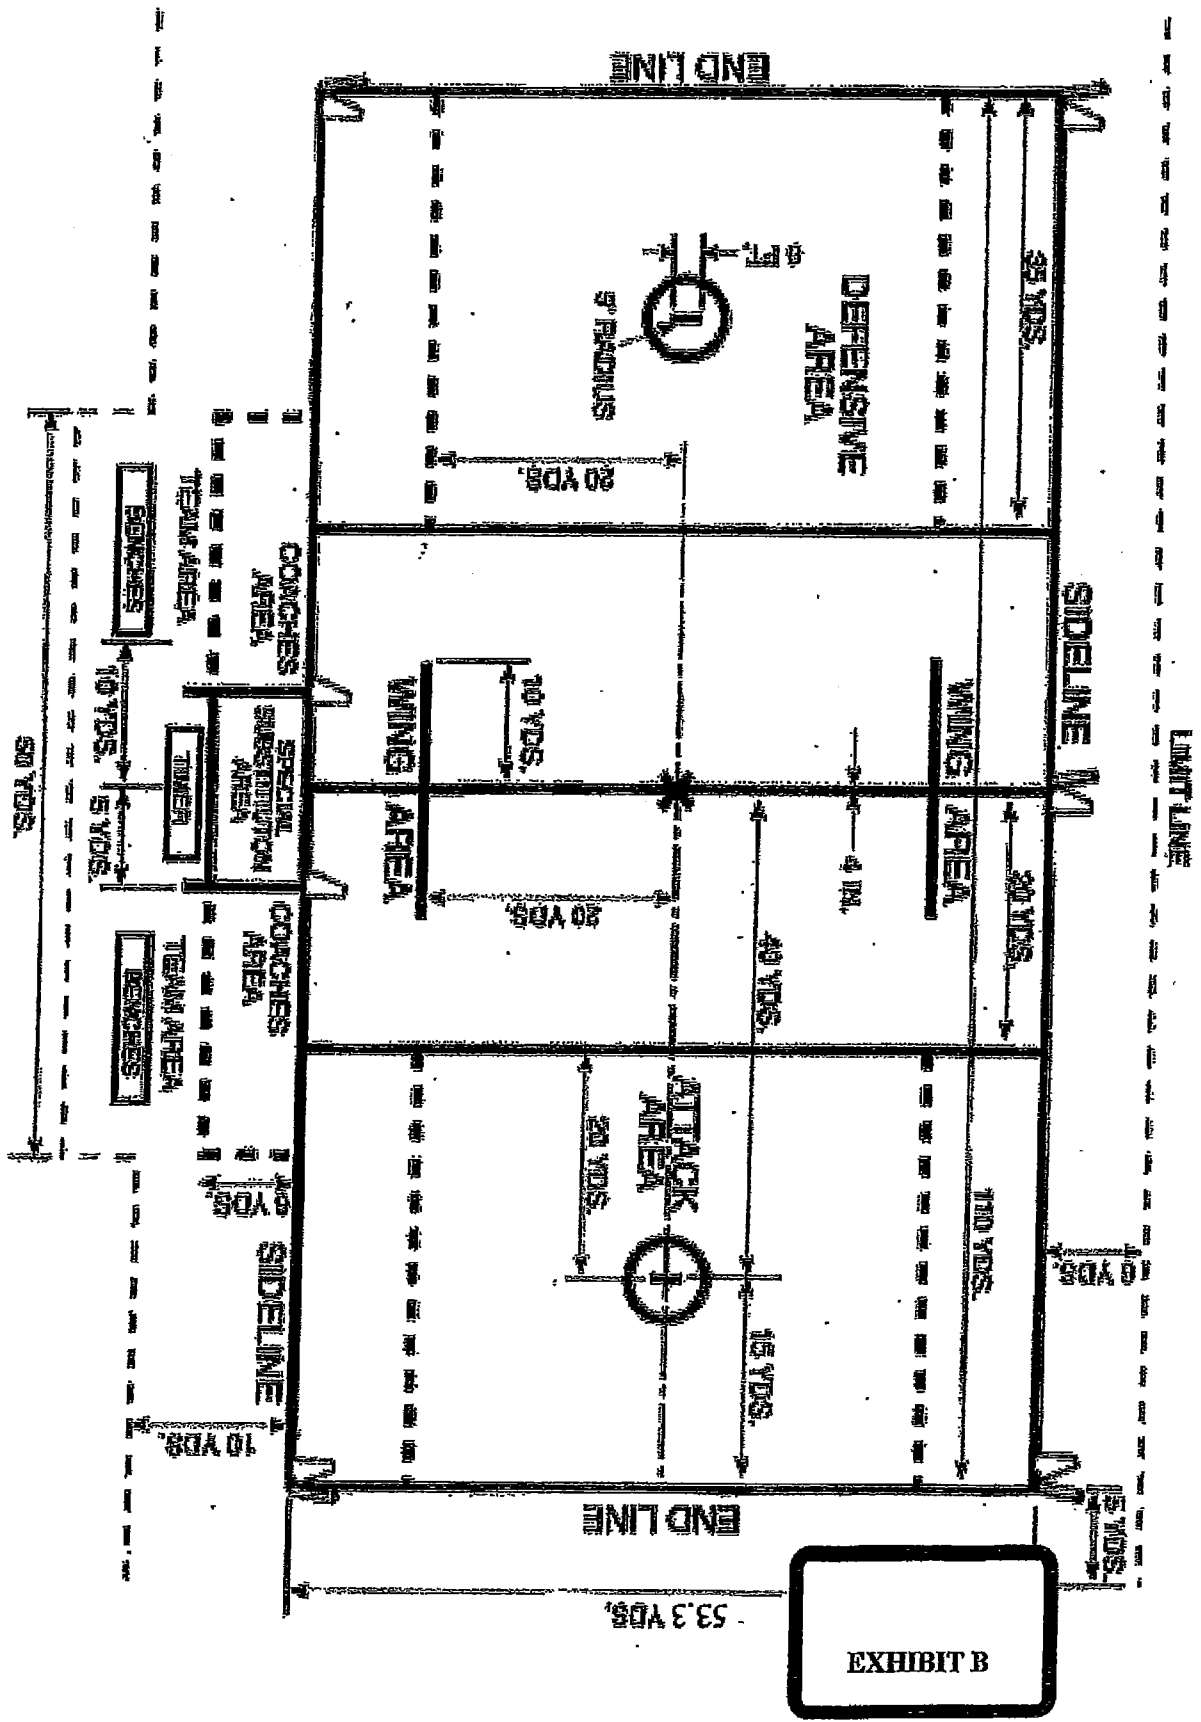 END LINE
6 FT.
9' RADIUS
DEFENSIVE
AREA
35 YDS.
20 YDS.
SIDELINE
LIMIT LINE
COACHES
AREA
TEAM AREA
BENCHES
10 YDS.
5 YDS.
50 YDS.
TIMER
SPECIAL
SUBSTITUTION
AREA
WING AREA
10 YDS.
WING AREA
4 IN.
20 YDS.
20 YDS.
40 YDS.
COACHES
AREA
TEAM AREA
BENCHES
ATTACK
AREA
20 YDS.
110 YDS.
6 YDS.
6 YDS.
15 YDS.
SIDELINE
10 YDS.
END LINE
5 YDS.
53.3 YDS.
EXHIBIT B